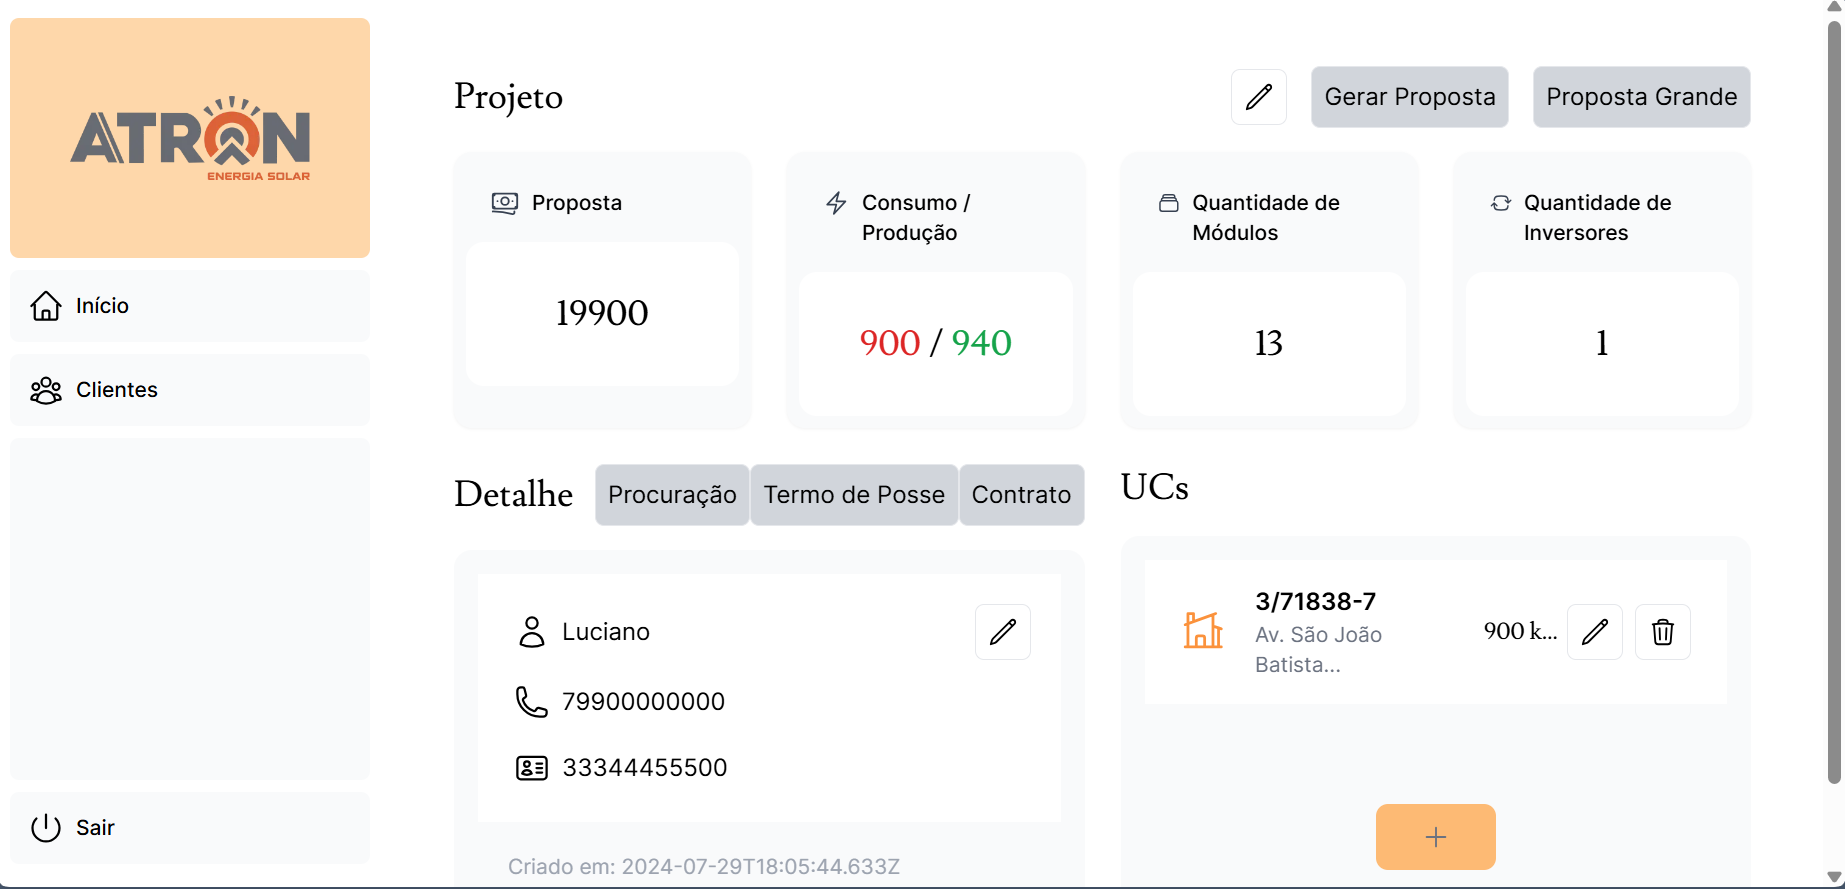 ATRON
ENERGIA SOLAR
Início
Clientes
Sair
Projeto
Gerar Proposta
Proposta Grande
Proposta
19900
Consumo /
Produção
900 / 940
Quantidade de
Módulos
13
Quantidade de
Inversores
1
Detalhe
Procuração
Termo de Posse
Contrato
Luciano
79900000000
33344455500
Criado em: 2024-07-29T18:05:44.633Z
UCs
3/71838-7
Av. São João
Batista...
900 k...
+